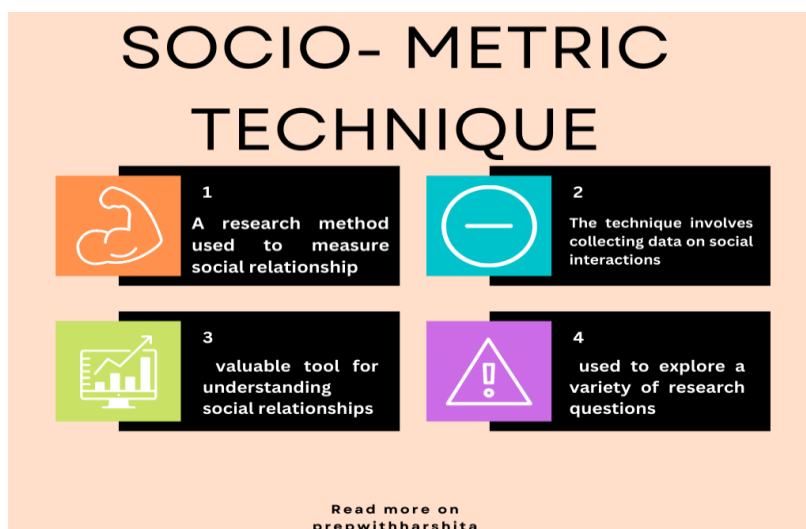 SOCIO- METRIC
TECHNIQUE
1
A research method
used to measure
social relationship
2
The technique involves
collecting data on social
interactions
3
valuable tool for
understanding
social relationships
4
used to explore a
variety of research
questions
Read more on
prepwithharshita